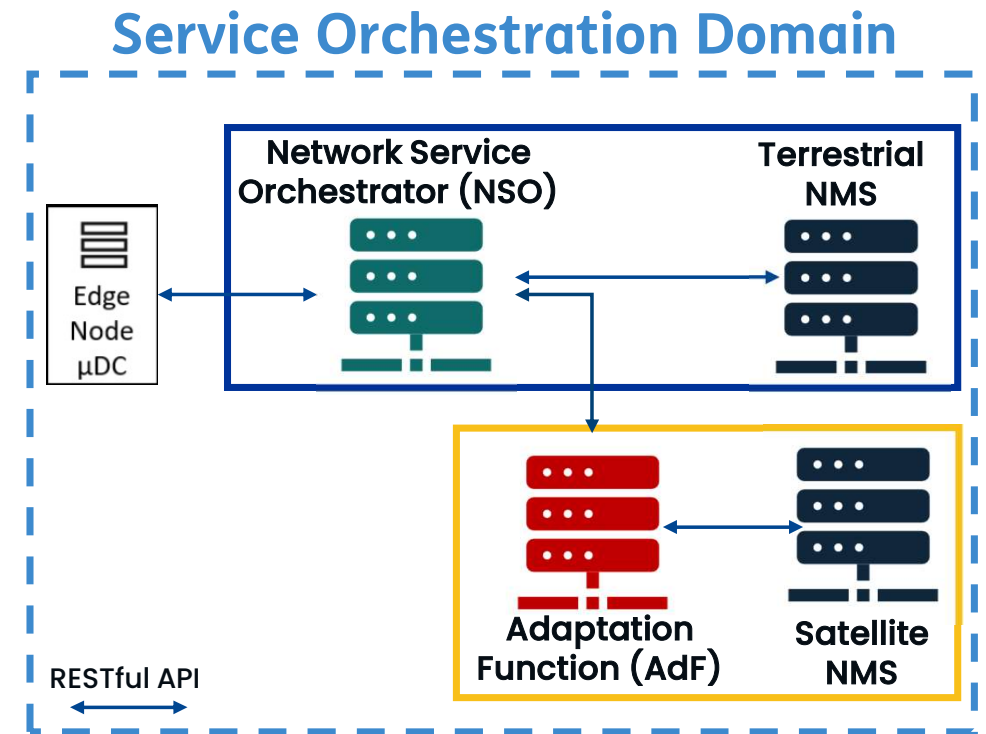 Service Orchestration Domain
Network Service
Orchestrator (NSO)
Terrestrial
NMS
Edge
Node
µDC
Adaptation
Function (AdF)
Satellite
NMS
RESTful API